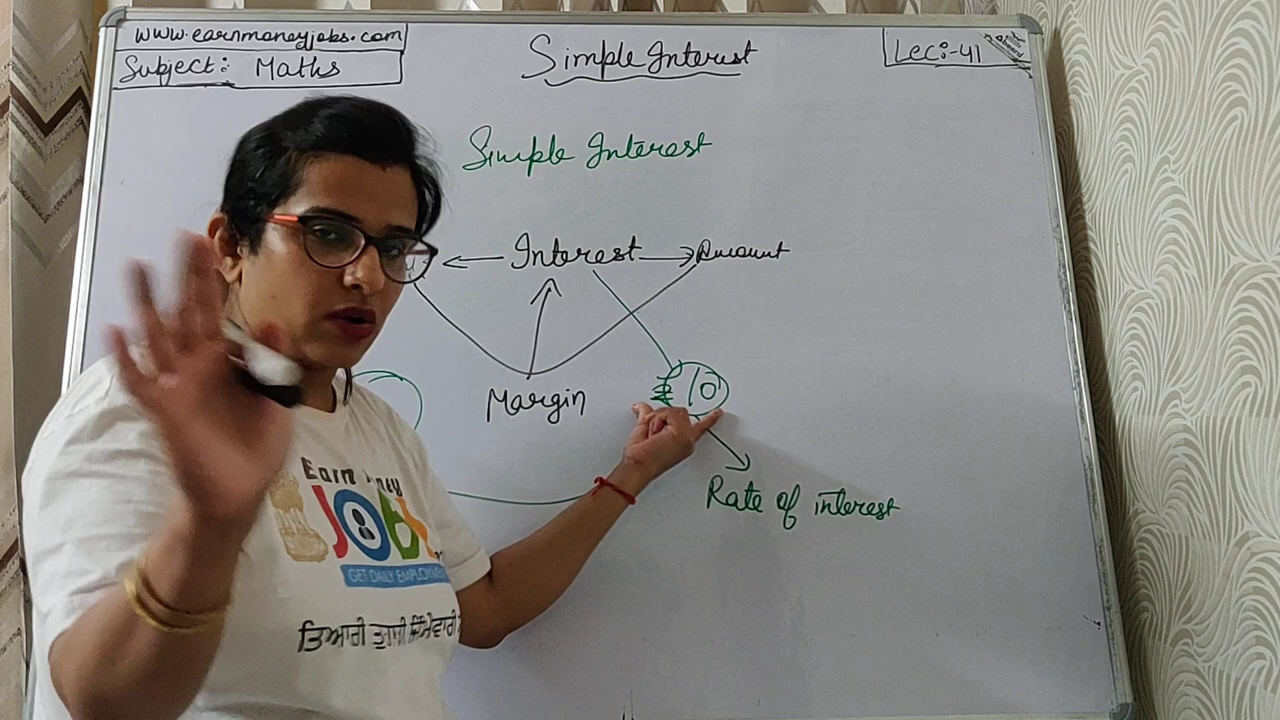 www.earnmoneyjobs.com
Subject:- Maths
Simple Interest
Lec:-41
Simple Interest
Interest
Amount
Margin
₹ 10
Rate of interest
Earn Money
JOBS
GET DAILY EMPLOYMENT
ਤਿਆਰੀ ਤੁਹਾਡੀ ਜ਼ਿੰਮੇਵਾਰੀ